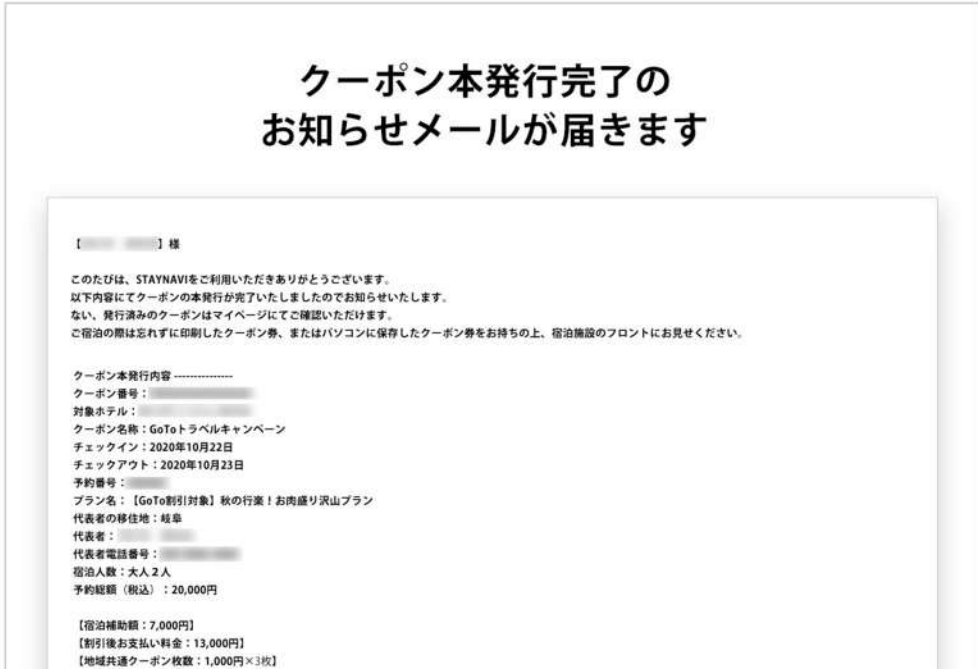 クーポン本発行完了の
お知らせメールが届きます
【 】様
このたびは、STAYNAVIをご利用いただきありがとうございます。
以下内容にてクーポンの本発行が完了いたしましたのでお知らせいたします。
ない、発行済みのクーポンはマイページにてご確認いただけます。
ご宿泊の際は忘れずに印刷したクーポン券、またはパソコンに保存したクーポン券をお持ちの上、宿泊施設のフロントにお見せください。
クーポン本発行内容 ---------------
クーポン番号：
対象ホテル：
クーポン名称：GoToトラベルキャンペーン
チェックイン：2020年10月22日
チェックアウト：2020年10月23日
予約番号：
プラン名：【GoTo割引対象】秋の行楽！お肉盛り沢山プラン
代表者の移住地：岐阜
代表者：
代表者電話番号：
宿泊人数：大人２人
予約総額（税込）：20,000円
【宿泊補助額：7,000円】
【割引後お支払い料金：13,000円】
【地域共通クーポン枚数：1,000円×3枚】